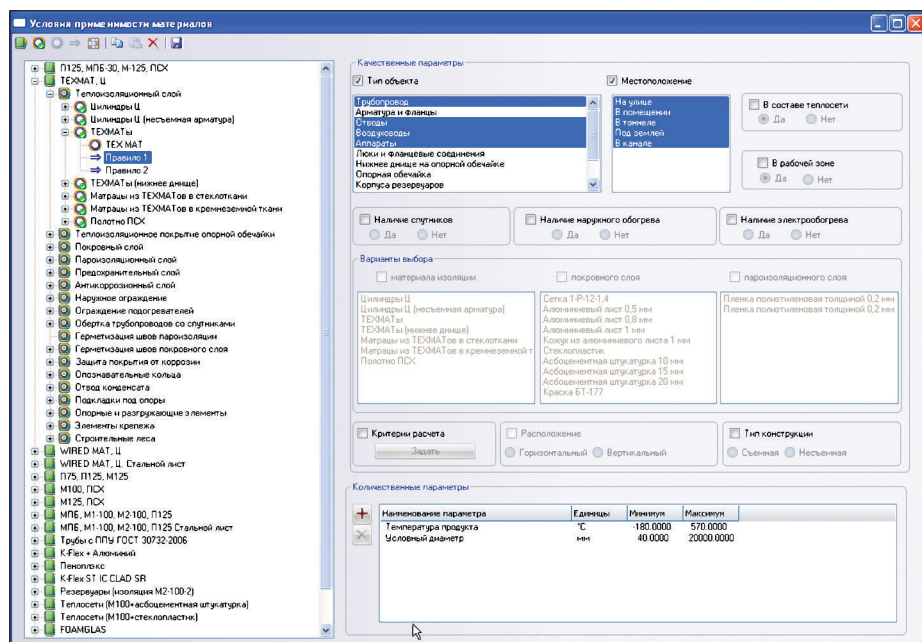 Условия применимости материалов
П125, МПБ-30, М-125, ПСХ
ТЕХМАТ, Ц
Теплоизоляционный слой
Цилиндры Ц
Цилиндры Ц (несъемная арматура)
ТЕХМАТы
ТЕХ МАТ
Правило 1
Правило 2
ТЕХМАТы (нижнее днище)
Матрацы из ТЕХМАТов в стеклоткани
Матрацы из ТЕХМАТов в кремнеземной ткани
Полотно ПСХ
Теплоизоляционное покрытие опорной обечайки
Покровный слой
Пароизоляционный слой
Предохранительный слой
Антикоррозионный слой
Наружное ограждение
Ограждение подогревателей
Обертка трубопроводов со спутниками
Герметизация швов пароизоляции
Герметизация швов покровного слоя
Защита покрытия от коррозии
Опознавательные кольца
Отвод конденсата
Подкладки под опоры
Опорные и разгружающие элементы
Элементы крепежа
Строительные леса
WIRED MAT, Ц
WIRED MAT, Ц. Стальной лист
П75, П125, М125
М100, ПСХ
М125, ПСХ
МПБ, М1-100, М2-100, П125
МПБ, М1-100, М2-100, П125 Стальной лист
Трубы с ППУ ГОСТ 30732-2006
K-Flex + Алюминий
Пеноплэкс
K-Flex ST IC CLAD SR
Резервуары (изоляция М2-100-2)
Теплосети (М100+асбоцементная штукатурка)
Теплосети (М100+стеклопластик)
FOAMGLAS
Качественные параметры
Тип объекта
Трубопровод
Арматура и фланцы
Отводы
Воздуховоды
Аппараты
Люки и фланцевые соединения
Нижнее днище на опорной обечайке
Опорная обечайка
Корпуса резервуаров
Местоположение
На улице
В помещении
В тоннеле
Под землей
В канале
В составе теплосети
Да Нет
В рабочей зоне
Да Нет
Наличие спутников
Да Нет
Наличие наружного обогрева
Да Нет
Наличие электрообогрева
Да Нет
Варианты выбора
материала изоляции
Цилиндры Ц
Цилиндры Ц (несъемная арматура)
ТЕХМАТы
ТЕХМАТы (нижнее днище)
Матрацы из ТЕХМАТов в стеклоткани
Матрацы из ТЕХМАТов в кремнеземной т
Полотно ПСХ
покровного слоя
Сетка 1-Р-12-1,4
Алюминиевый лист 0,5 мм
Алюминиевый лист 0,8 мм
Алюминиевый лист 1 мм
Кожух из алюминиевого листа 1 мм
Стеклопластик
Асбоцементная штукатурка 10 мм
Асбоцементная штукатурка 15 мм
Асбоцементная штукатурка 20 мм
Краска БТ-177
пароизоляционного слоя
Пленка полиэтиленовая толщиной 0,2 мм
Пленка полиэтиленовая толщиной 0,2 мм
Критерии расчета
Задать
Расположение
Горизонтальный Вертикальный
Тип конструкции
Съемная Несъемная
Количественные параметры
Наименование параметра Единицы Минимум Максимум
Температура продукта °C -180.0000 570.0000
Условный диаметр мм 40.0000 20000.0000